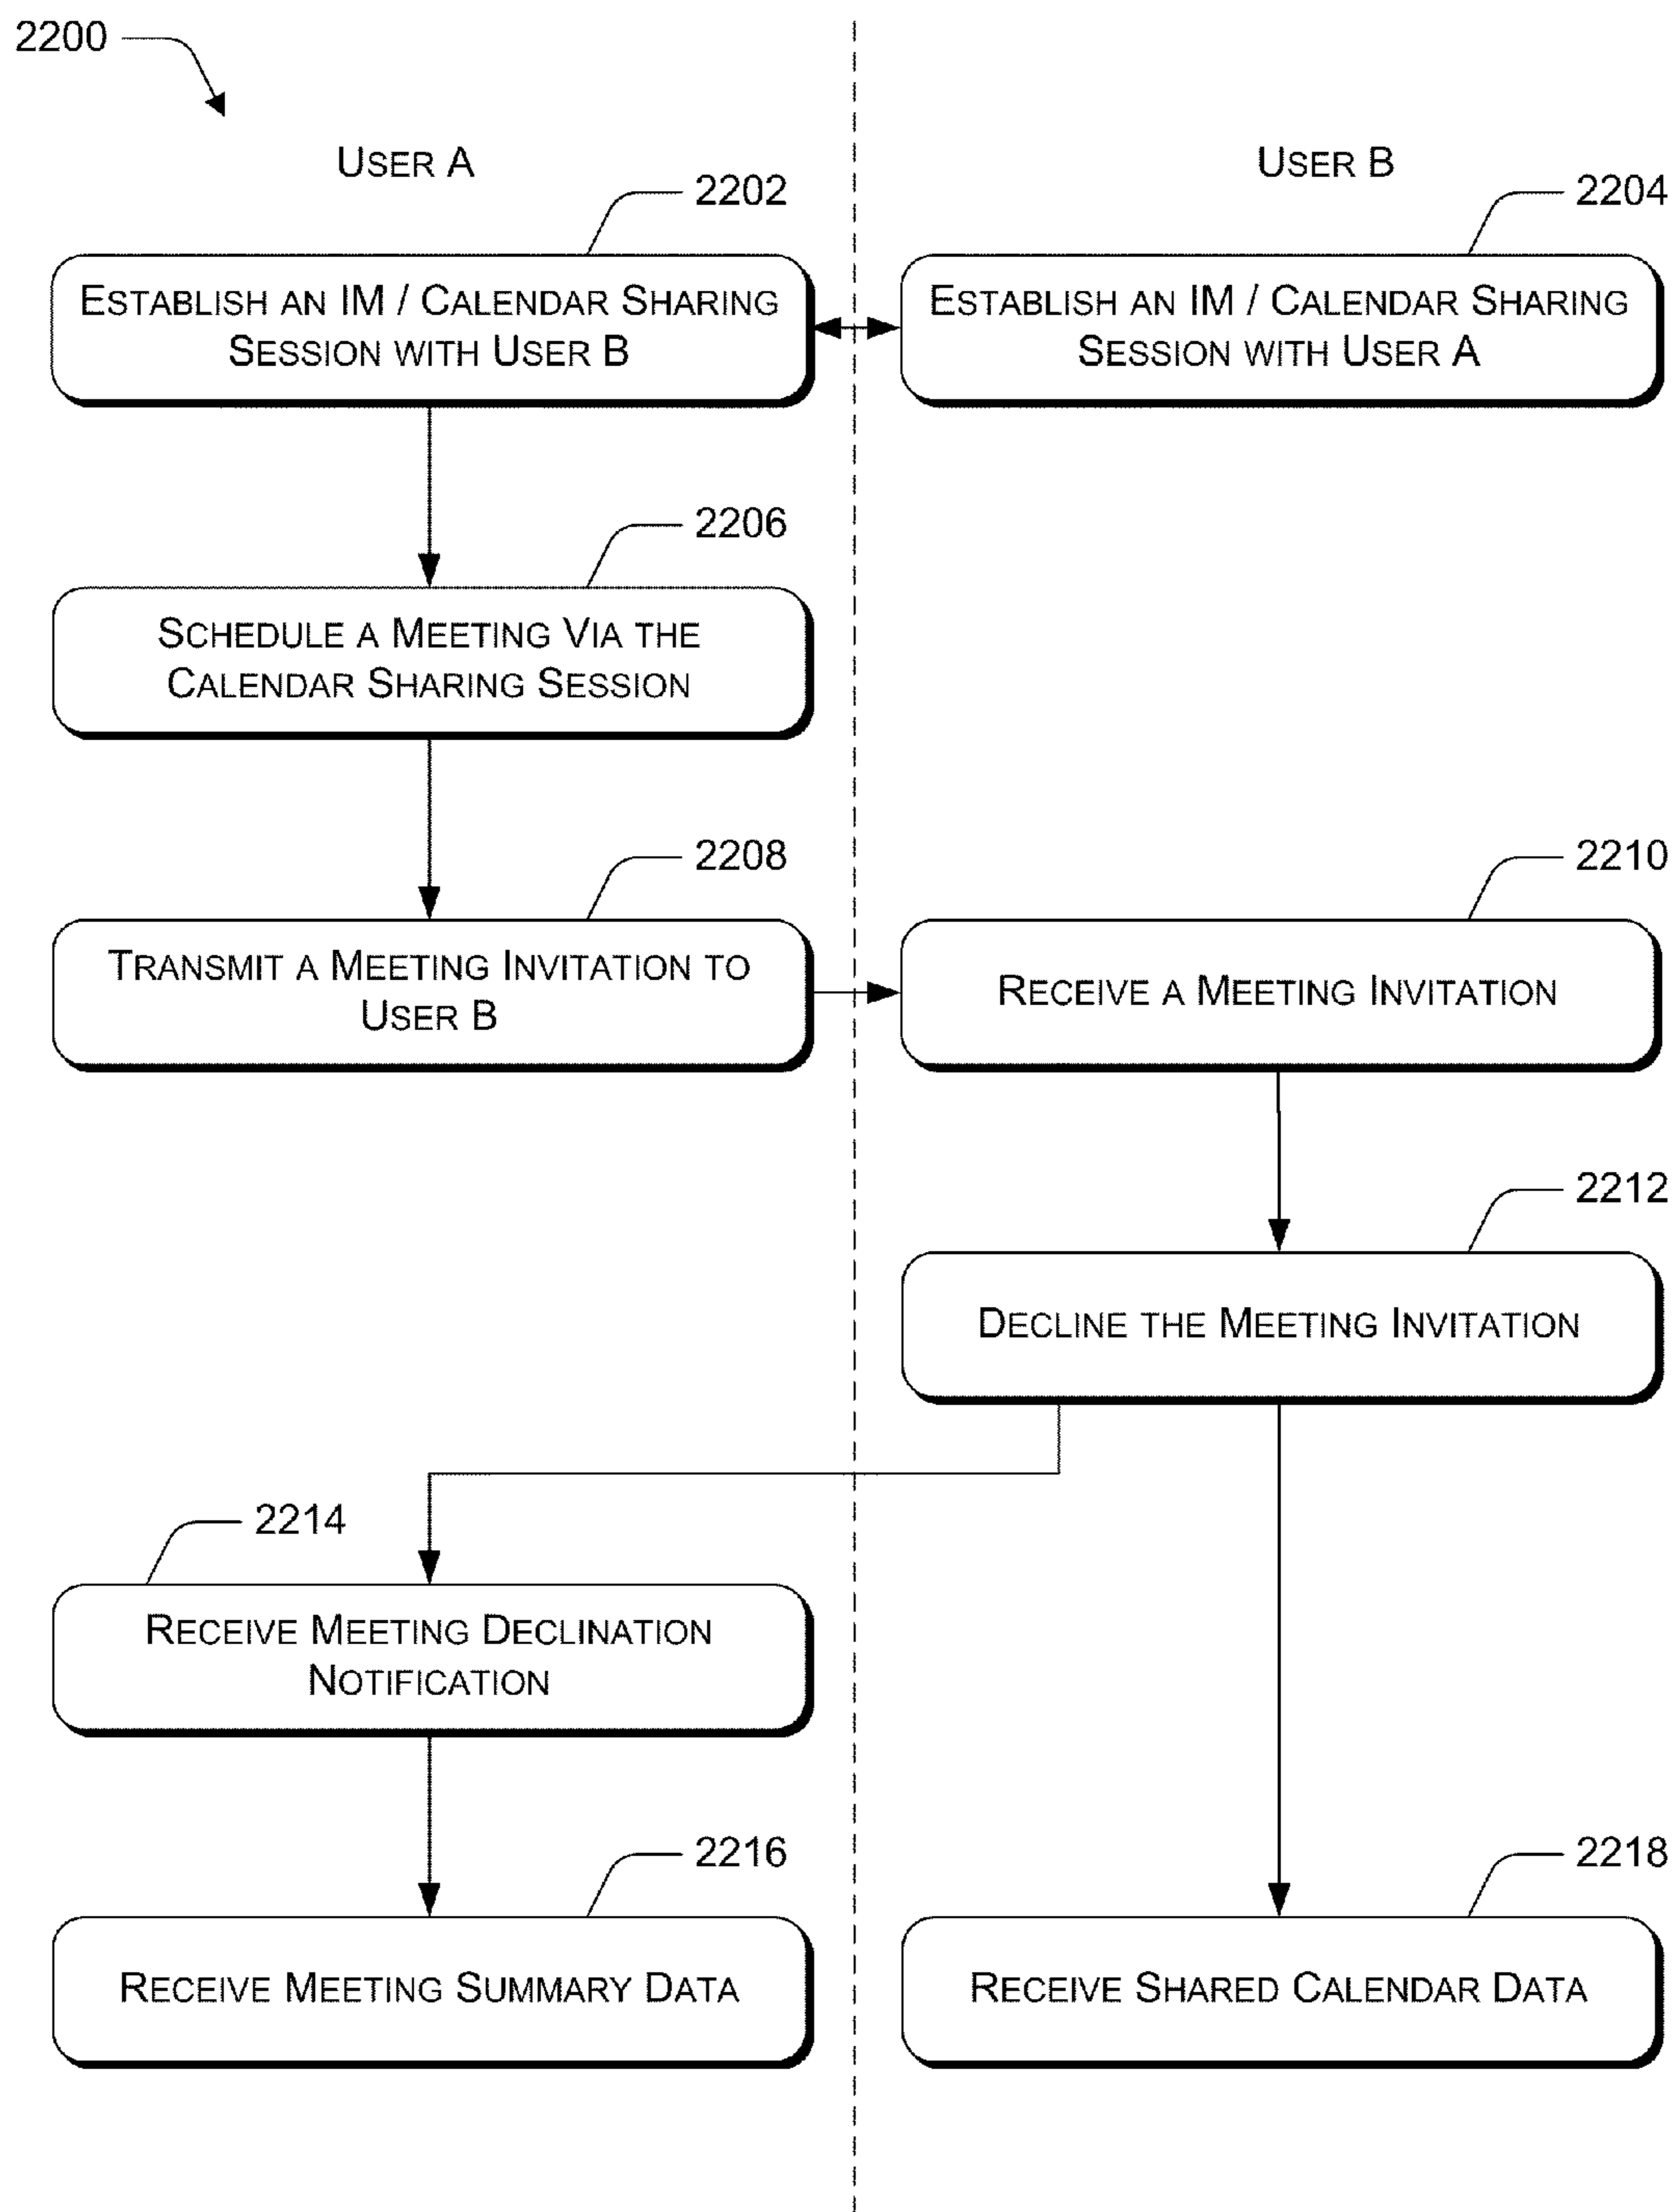 2200
USER A
USER B
2202
2204
ESTABLISH AN IM / CALENDAR SHARING
SESSION WITH USER B
ESTABLISH AN IM / CALENDAR SHARING
SESSION WITH USER A
2206
SCHEDULE A MEETING VIA THE
CALENDAR SHARING SESSION
2208
2210
TRANSMIT A MEETING INVITATION TO
USER B
RECEIVE A MEETING INVITATION
2212
DECLINE THE MEETING INVITATION
2214
RECEIVE MEETING DECLINATION
NOTIFICATION
2216
2218
RECEIVE MEETING SUMMARY DATA
RECEIVE SHARED CALENDAR DATA